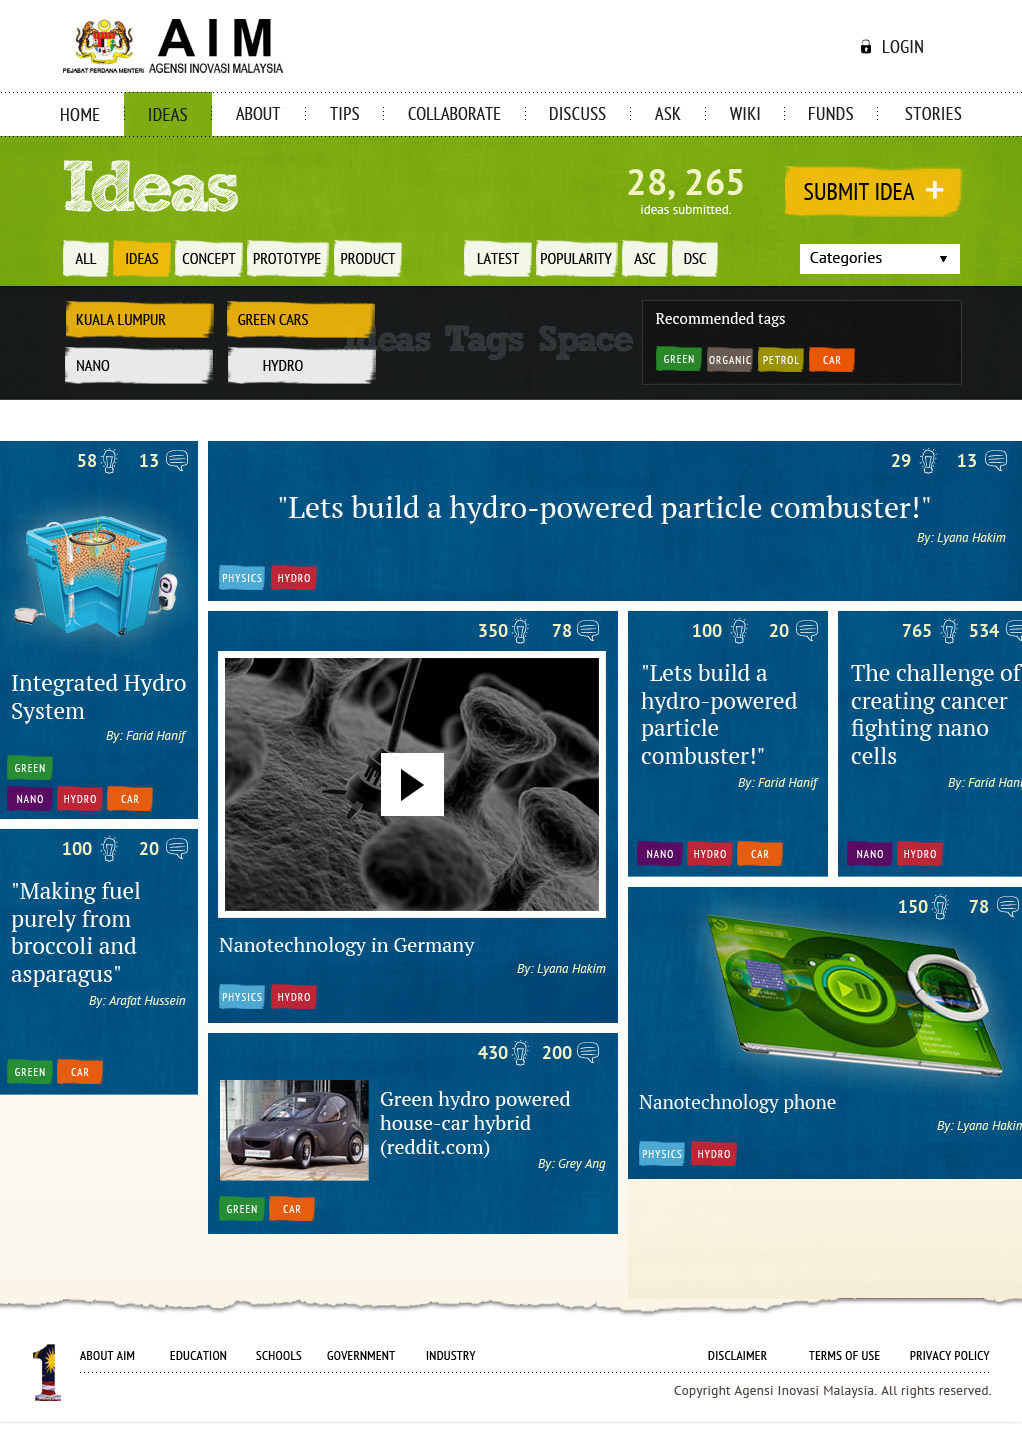 AIM
PEJABAT PERDANA MENTERI AGENSI INOVASI MALAYSIA
LOGIN
HOME IDEAS ABOUT TIPS COLLABORATE DISCUSS ASK WIKI FUNDS STORIES
Ideas
28, 265
ideas submitted.
SUBMIT IDEA +
ALL IDEAS CONCEPT PROTOTYPE PRODUCT LATEST POPULARITY ASC DSC Categories
KUALA LUMPUR GREEN CARS
NANO HYDRO
Ideas Tags Space
Recommended tags
GREEN ORGANIC PETROL CAR
58 13
Integrated Hydro
System
By: Farid Hanif
GREEN
NANO HYDRO CAR
29 13
"Lets build a hydro-powered particle combuster!"
By: Lyana Hakim
PHYSICS HYDRO
350 78
Nanotechnology in Germany
By: Lyana Hakim
PHYSICS HYDRO
100 20
"Lets build a
hydro-powered
particle
combuster!"
By: Farid Hanif
NANO HYDRO CAR
765 534
The challenge of
creating cancer
fighting nano
cells
By: Farid Hani
NANO HYDRO
100 20
"Making fuel
purely from
broccoli and
asparagus"
By: Arafat Hussein
GREEN CAR
150 78
Nanotechnology phone
By: Lyana Hakim
PHYSICS HYDRO
430 200
Green hydro powered
house-car hybrid
(reddit.com)
By: Grey Ang
GREEN CAR
1
ABOUT AIM EDUCATION SCHOOLS GOVERNMENT INDUSTRY DISCLAIMER TERMS OF USE PRIVACY POLICY
Copyright Agensi Inovasi Malaysia. All rights reserved.